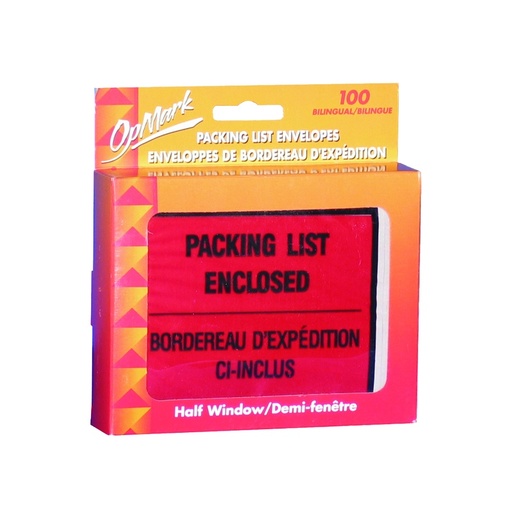 OpMark
100
BILINGUAL/BILINGUE
PACKING LIST ENVELOPES
ENVELOPPES DE BORDEREAU D'EXPÉDITION
PACKING LIST
ENCLOSED
BORDEREAU D'EXPÉDITION
CI-INCLUS
Half Window/Demi-fenêtre